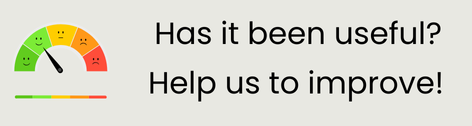 Has it been useful?
Help us to improve!